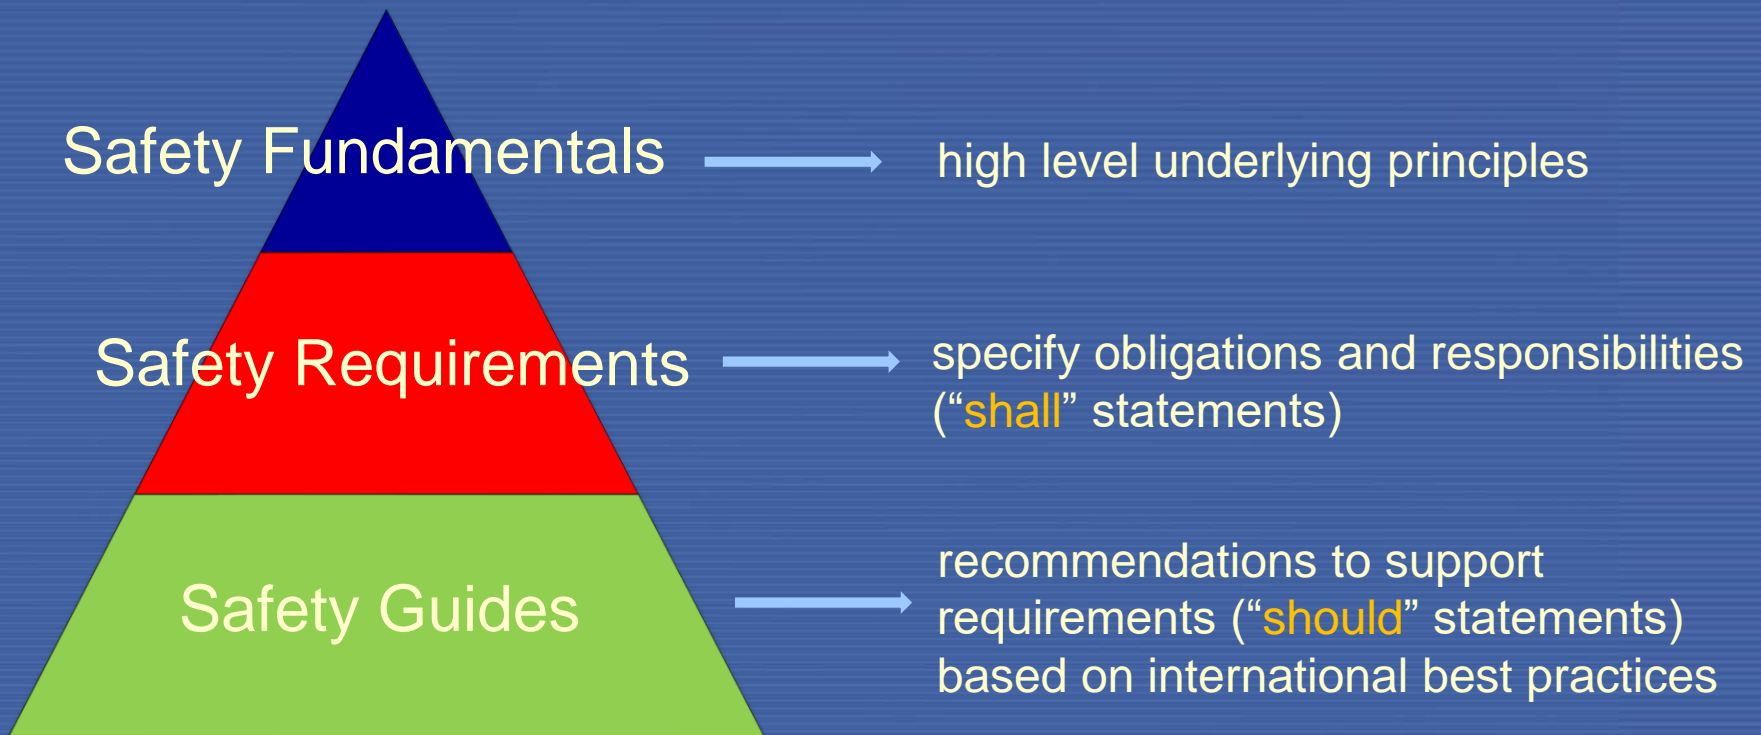 Safety Fundamentals
high level underlying principles
Safety Requirements
specify obligations and responsibilities
(“shall” statements)
Safety Guides
recommendations to support
requirements (“should” statements)
based on international best practices